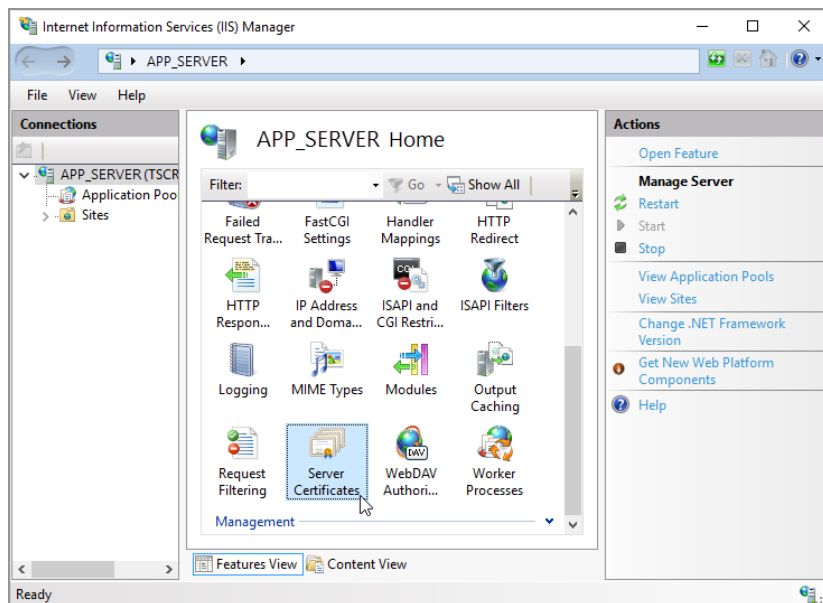 Internet Information Services (IIS) Manager
APP_SERVER
File View Help
Connections
APP_SERVER (TSCR
Application Poo
Sites
APP_SERVER Home
Filter: Go Show All
Failed Request Tra...
FastCGI Settings
Handler Mappings
HTTP Redirect
HTTP Respon...
IP Address and Doma...
ISAPI and CGI Restri...
ISAPI Filters
Logging
MIME Types
Modules
Output Caching
Request Filtering
Server Certificates
WebDAV Authori...
Worker Processes
Management
Features View Content View
Actions
Open Feature
Manage Server
Restart
Start
Stop
View Application Pools
View Sites
Change .NET Framework
Version
Get New Web Platform
Components
Help
Ready